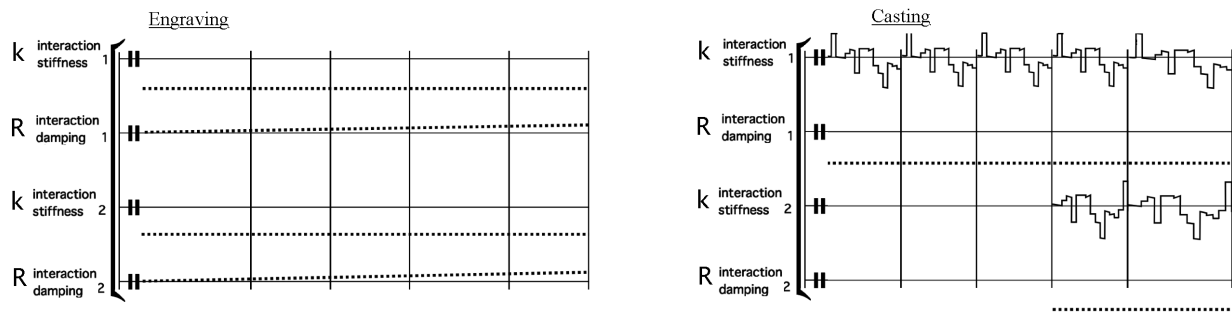 Engraving
k interaction stiffness 1
R interaction damping 1
k interaction stiffness 2
R interaction damping 2
Casting
k interaction stiffness 1
R interaction damping 1
k interaction stiffness 2
R interaction damping 2